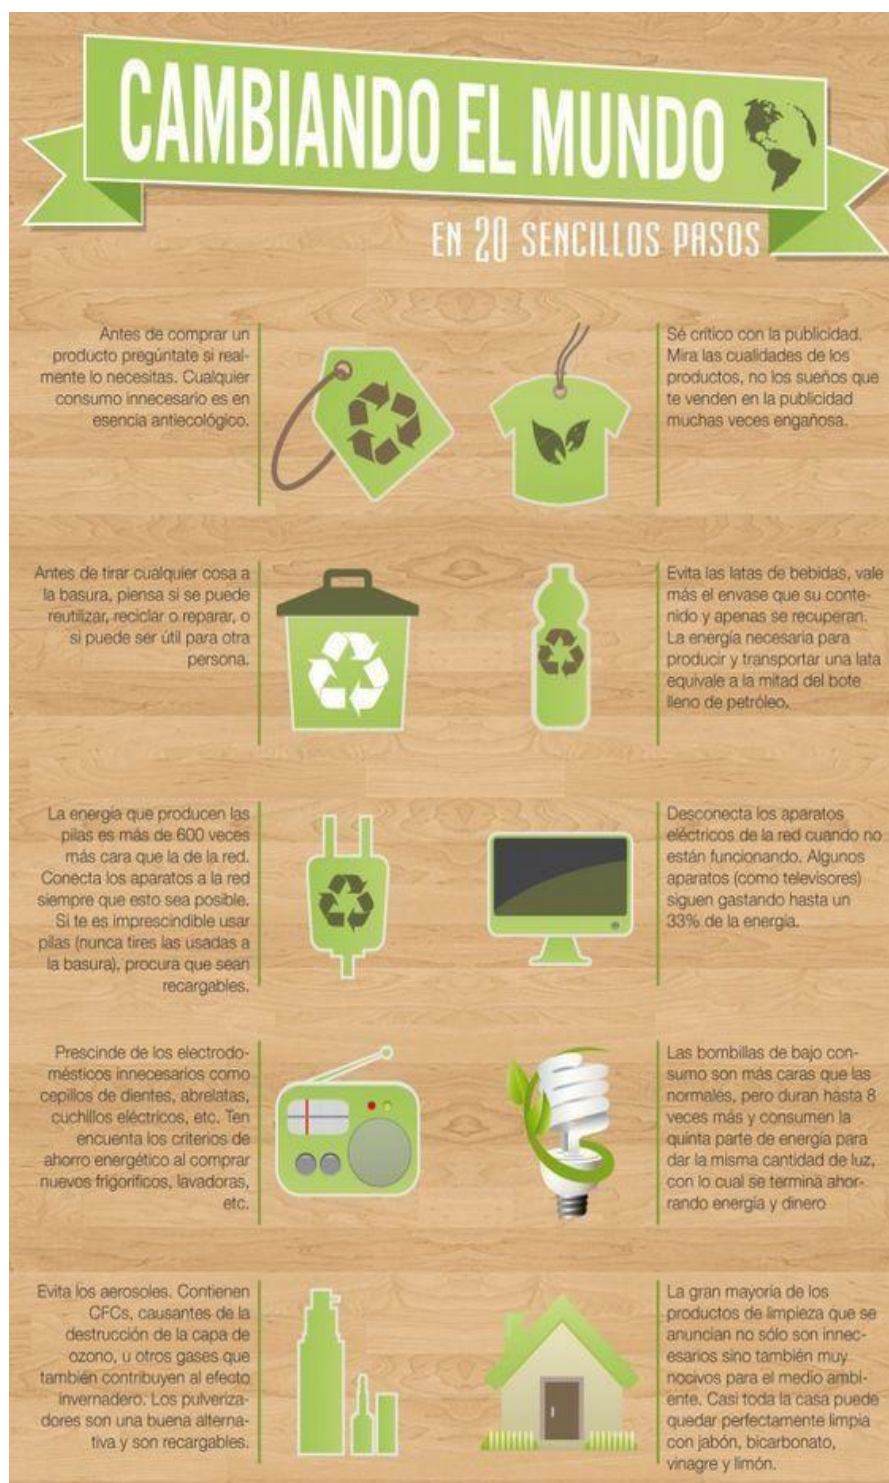 CAMBIANDO EL MUNDO
EN 20 SENCILLOS PASOS
Antes de comprar un
producto pregúntate si real-
mente lo necesitas. Cualquier
consumo innecesario es en
esencia antiecológico.
Sé crítico con la publicidad.
Mira las cualidades de los
productos, no los sueños que
te venden en la publicidad
muchas veces engañosa.
Antes de tirar cualquier cosa a
la basura, piensa si se puede
reutilizar, reciclar o reparar, o
si puede ser útil para otra
persona.
Evita las latas de bebidas, vale
más el envase que su conte-
nido y apenas se recuperan.
La energía necesaria para
producir y transportar una lata
equivale a la mitad del bote
lleno de petróleo.
La energía que producen las
pilas es más de 600 veces
más cara que la de la red.
Conecta los aparatos a la red
siempre que esto sea posible.
Si te es imprescindible usar
pilas (nunca tires las usadas a
la basura), procura que sean
recargables.
Desconecta los aparatos
eléctricos de la red cuando no
están funcionando. Algunos
aparatos (como televisores)
siguen gastando hasta un
33% de la energía.
Prescinde de los electrodo-
mésticos innecesarios como
cepillos de dientes, abrelatas,
cuchillos eléctricos, etc. Ten
encuenta los criterios de
ahorro energético al comprar
nuevos frigoríficos, lavadoras,
etc.
Las bombillas de bajo con-
sumo son más caras que las
normales, pero duran hasta 8
veces más y consumen la
quinta parte de energía para
dar la misma cantidad de luz,
con lo cual se termina ahor-
rando energía y dinero
Evita los aerosoles. Contienen
CFCs, causantes de la
destrucción de la capa de
ozono, u otros gases que
también contribuyen al efecto
invernadero. Los pulveriza-
dores son una buena alterna-
tiva y son recargables.
La gran mayoría de los
productos de limpieza que se
anuncian no sólo son innec-
esarios sino también muy
nocivos para el medio ambi-
ente. Casi toda la casa puede
quedar perfectamente limpia
con jabón, bicarbonato,
vinagre y limón.